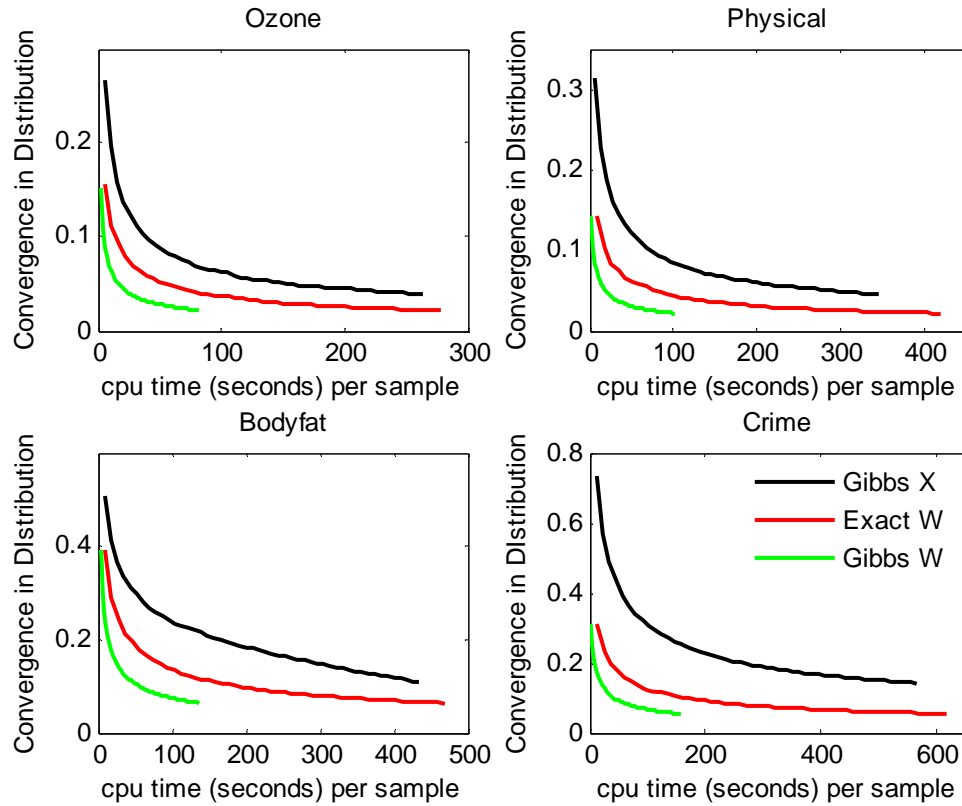 Ozone
Convergence in DIstribution
0.2
0.1
0
0
100
200
300
cpu time (seconds) per sample
Physical
Convergence in DIstribution
0.3
0.2
0.1
0
0
100
200
300
400
cpu time (seconds) per sample
Bodyfat
Convergence in DIstribution
0.4
0.2
0
0
100
200
300
400
500
cpu time (seconds) per sample
Crime
Convergence in DIstribution
0.8
0.6
0.4
0.2
0
0
200
400
600
cpu time (seconds) per sample
Gibbs X
Exact W
Gibbs W